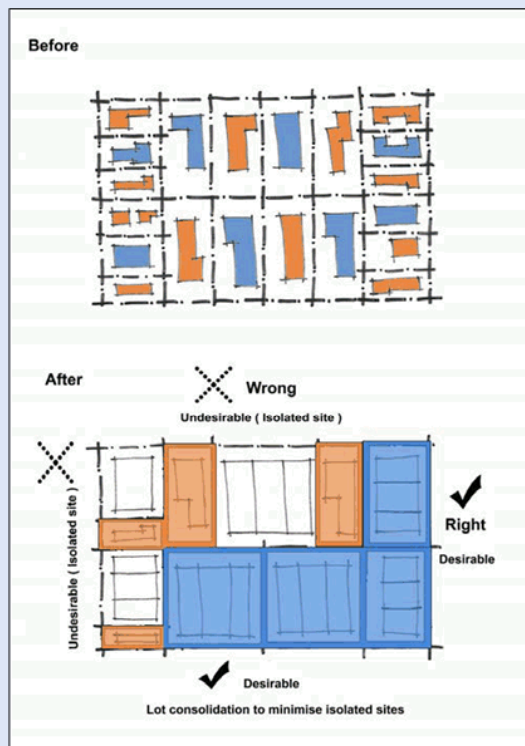 Before
After
Wrong
Undesirable ( Isolated site )
Undesirable ( Isolated site )
Right
Desirable
Desirable
Lot consolidation to minimise isolated sites